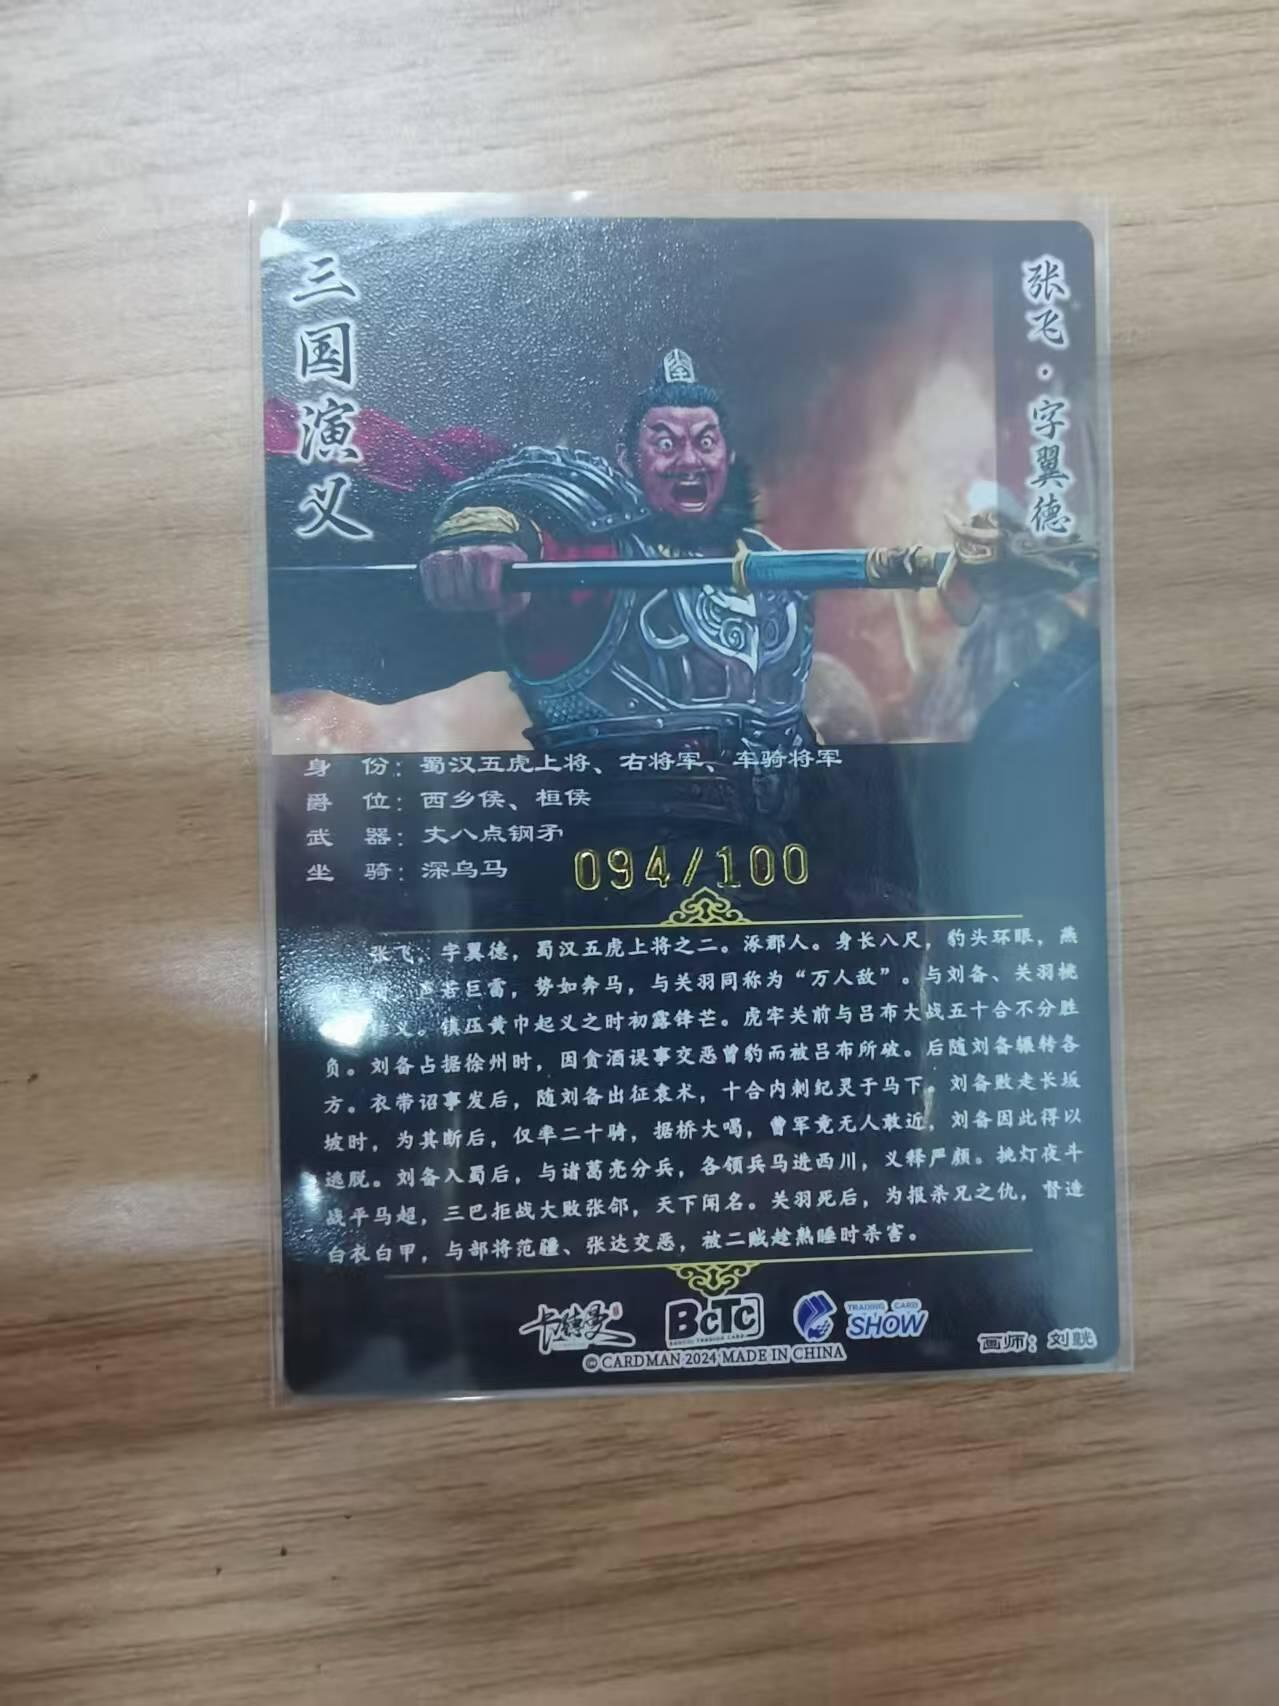 三国演义
张飞·字翼德
身 份：蜀汉五虎上将、右将军、车骑将军
爵 位：西乡侯、桓侯
武 器：丈八点钢矛
坐 骑：深乌马
094/100
张飞，字翼德，蜀汉五虎上将之二。涿郡人。身长八尺，豹头环眼，燕
若巨雷，势如奔马，与关羽同称为“万人敌”。与刘备、关羽桃
义。镇压黄巾起义之时初露锋芒。虎牢关前与吕布大战五十合不分胜
负。刘备占据徐州时，因贪酒误事交恶曹豹而被吕布所破。后随刘备辗转各
方。衣带诏事发后，随刘备出征袁术，十合内刺纪灵于马下。刘备败走长坂
坡时，为其断后，仅率二十骑，据桥大喝，曹军竟无人敢近，刘备因此得以
逃脱。刘备入蜀后，与诸葛亮分兵，各领兵马进西川，义释严颜。挑灯夜斗
战平马超，三巴拒战大败张郃，天下闻名。关羽死后，为报杀兄之仇，督造
白衣白甲，与部将范疆、张达交恶，被二贼趁熟睡时杀害。
卡德曼
BCTC
TRADING CARD
SHOW
©CARDMAN 2024 MADE IN CHINA
画师：刘